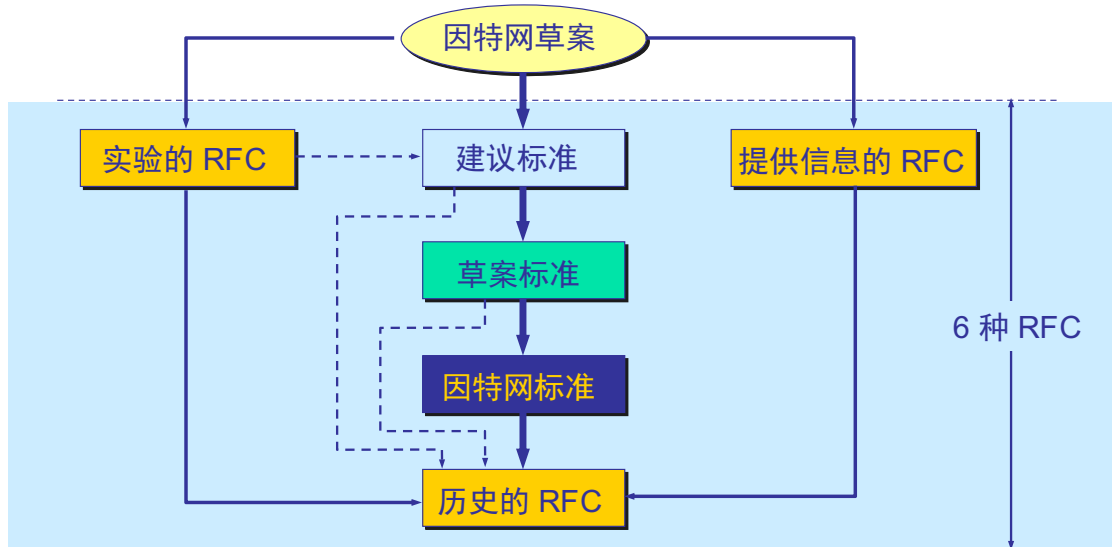 因特网草案
实验的 RFC
建议标准
提供信息的 RFC
草案标准
6 种 RFC
因特网标准
历史的 RFC